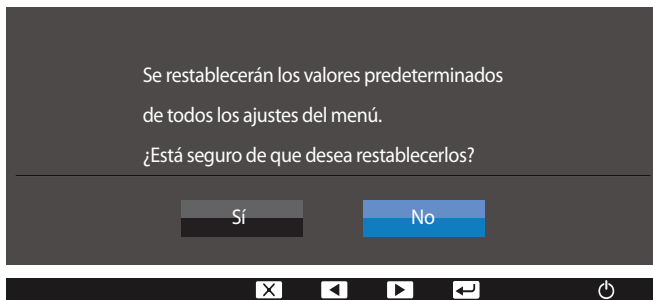 Se restablecerán los valores predeterminados
de todos los ajustes del menú.
¿Está seguro de que desea restablecerlos?
Sí No